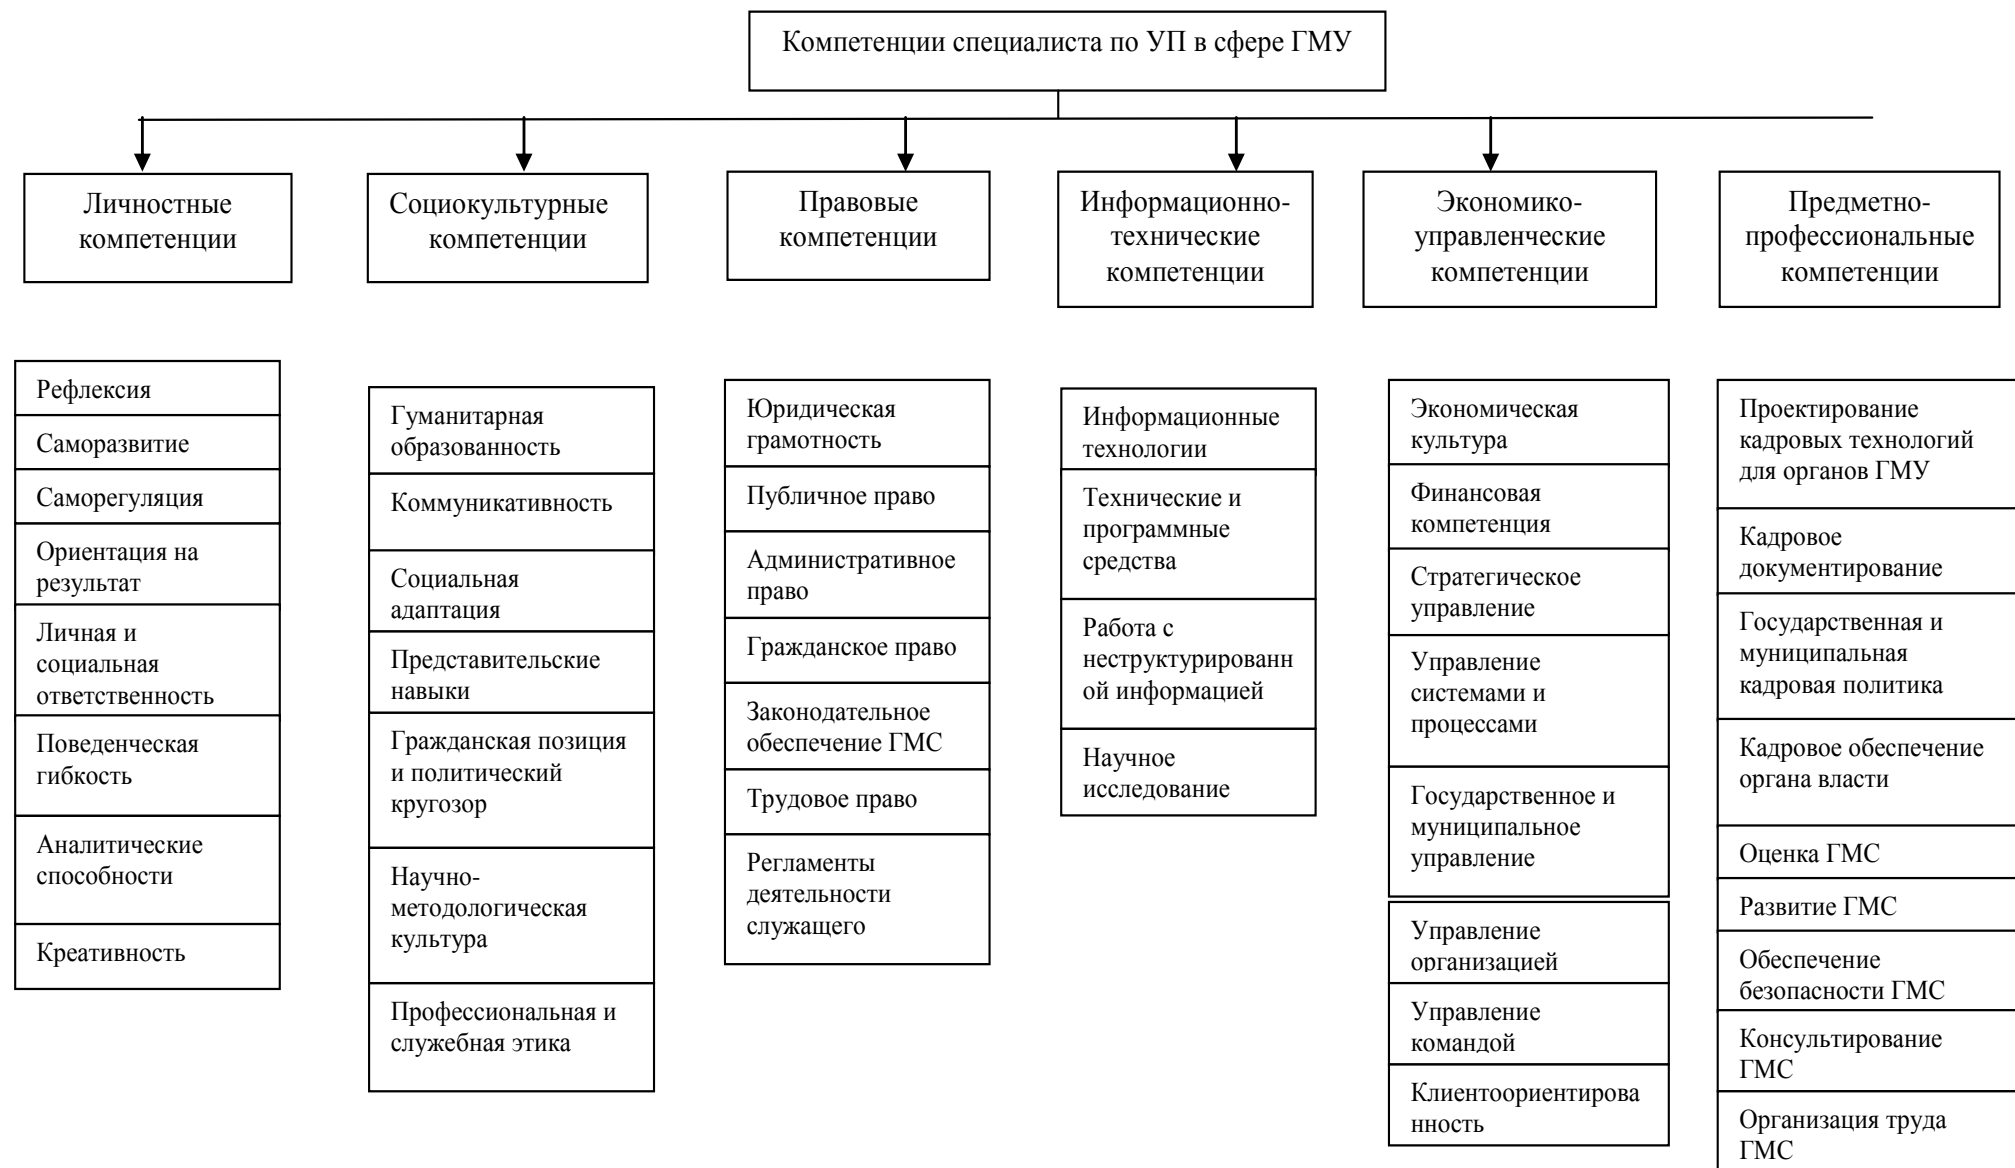 Компетенции специалиста по УП в сфере ГМУ
Личностные
компетенции
Социокультурные
компетенции
Правовые
компетенции
Информационно-
технические
компетенции
Экономико-
управленческие
компетенции
Предметно-
профессиональные
компетенции
Рефлексия
Саморазвитие
Саморегуляция
Ориентация на
результат
Личная и
социальная
ответственность
Поведенческая
гибкость
Аналитические
способности
Креативность
Гуманитарная
образованность
Коммуникативность
Социальная
адаптация
Представительские
навыки
Гражданская позиция
и политический
кругозор
Научно-
методологическая
культура
Профессиональная и
служебная этика
Юридическая
грамотность
Публичное право
Административное
право
Гражданское право
Законодательное
обеспечение ГМС
Трудовое право
Регламенты
деятельности
служащего
Информационные
технологии
Технические и
программные
средства
Работа с
неструктурированн
ой информацией
Научное
исследование
Экономическая
культура
Финансовая
компетенция
Стратегическое
управление
Управление
системами и
процессами
Государственное и
муниципальное
управление
Управление
организацией
Управление
командой
Клиентоориентирова
нность
Проектирование
кадровых технологий
для органов ГМУ
Кадровое
документирование
Государственная и
муниципальная
кадровая политика
Кадровое обеспечение
органа власти
Оценка ГМС
Развитие ГМС
Обеспечение
безопасности ГМС
Консультирование
ГМС
Организация труда
ГМС